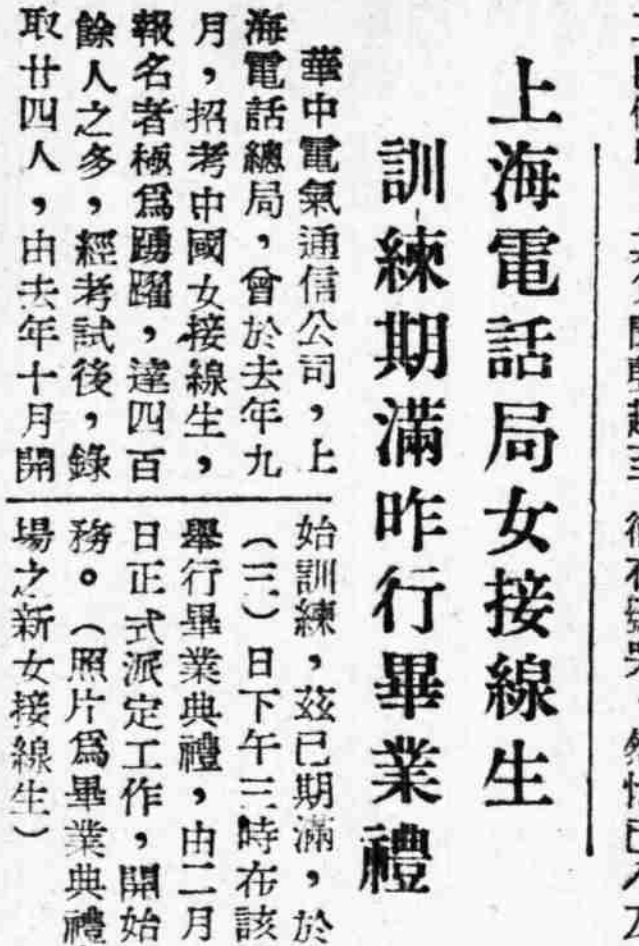 上海電話局女接線生
訓練期滿昨行畢業禮
華中電氣通信公司，上
海電話總局，曾於去年九
月，招考中國女接線生，
報名者極爲踴躍，達四百
餘人之多，經考試後，錄
取廿四人，由去年十月開
始訓練，茲已期滿，於
（三）日下午三時布該
舉行畢業典禮，由二月
日正式派定工作，開始
務。（照片爲畢業典禮
場之新女接線生）